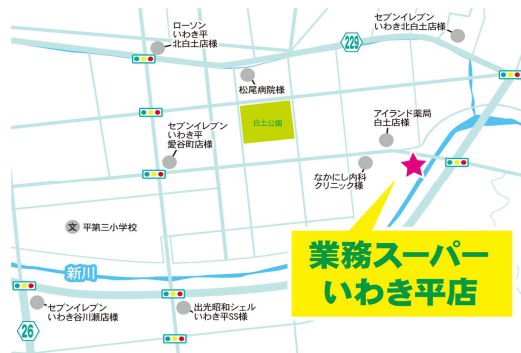 ローソン
いわき平
北白土店様
セブンイレブン
いわき北白土店様
229
松尾病院様
白土公園
アイランド薬局
白土店様
セブンイレブン
いわき平
愛谷町店様
なかにし内科
クリニック様
文 平第三小学校
業務スーパー
いわき平店
新川
セブンイレブン
いわき谷川瀬店様
出光昭和シェル
いわき平SS様
26